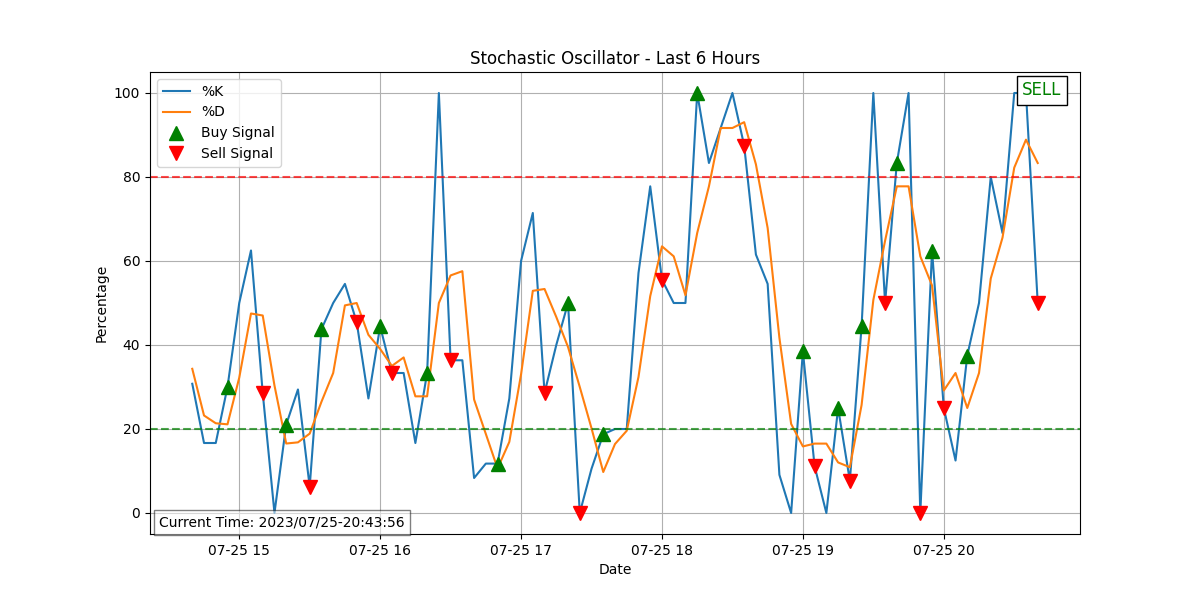 Stochastic Oscillator - Last 6 Hours
%K
%D
Buy Signal
Sell Signal
SELL
100
80
60
40
20
0
Percentage
Current Time: 2023/07/25-20:43:56
07-25 15 07-25 16 07-25 17 07-25 18 07-25 19 07-25 20
Date